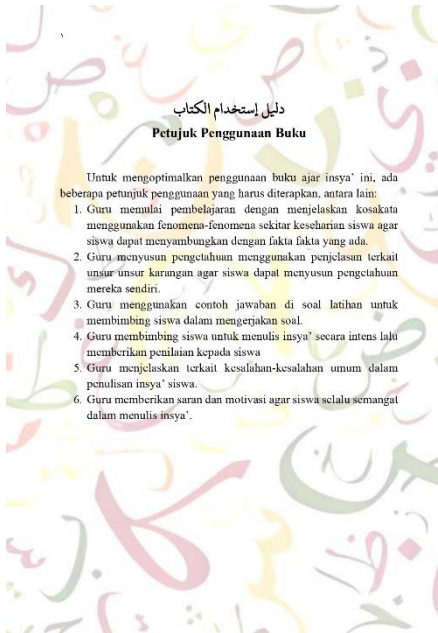 ١
دليل إستخدام الكتاب
Petujuk Penggunaan Buku
Untuk mengoptimalkan penggunaan buku ajar insya’ ini, ada
beberapa petunjuk penggunaan yang harus diterapkan, antara lain:
1. Guru memulai pembelajaran dengan menjelaskan kosakata
menggunakan fenomena-fenomena sekitar keseharian siswa agar
siswa dapat menyambungkan dengan fakta fakta yang ada.
2. Guru menyusun pengetahuan menggunakan penjelasan terkait
unsur unsur karangan agar siswa dapat menyusun pengetahuan
mereka sendiri.
3. Guru menggunakan contoh jawaban di soal latihan untuk
membimbing siswa dalam mengerjakan soal.
4. Guru membimbing siswa untuk menulis insya’ secara intens lalu
memberikan penilaian kepada siswa
5. Guru menjelaskan terkait kesalahan-kesalahan umum dalam
penulisan insya’ siswa.
6. Guru memberikan saran dan motivasi agar siswa selalu semangat
dalam menulis insya’.